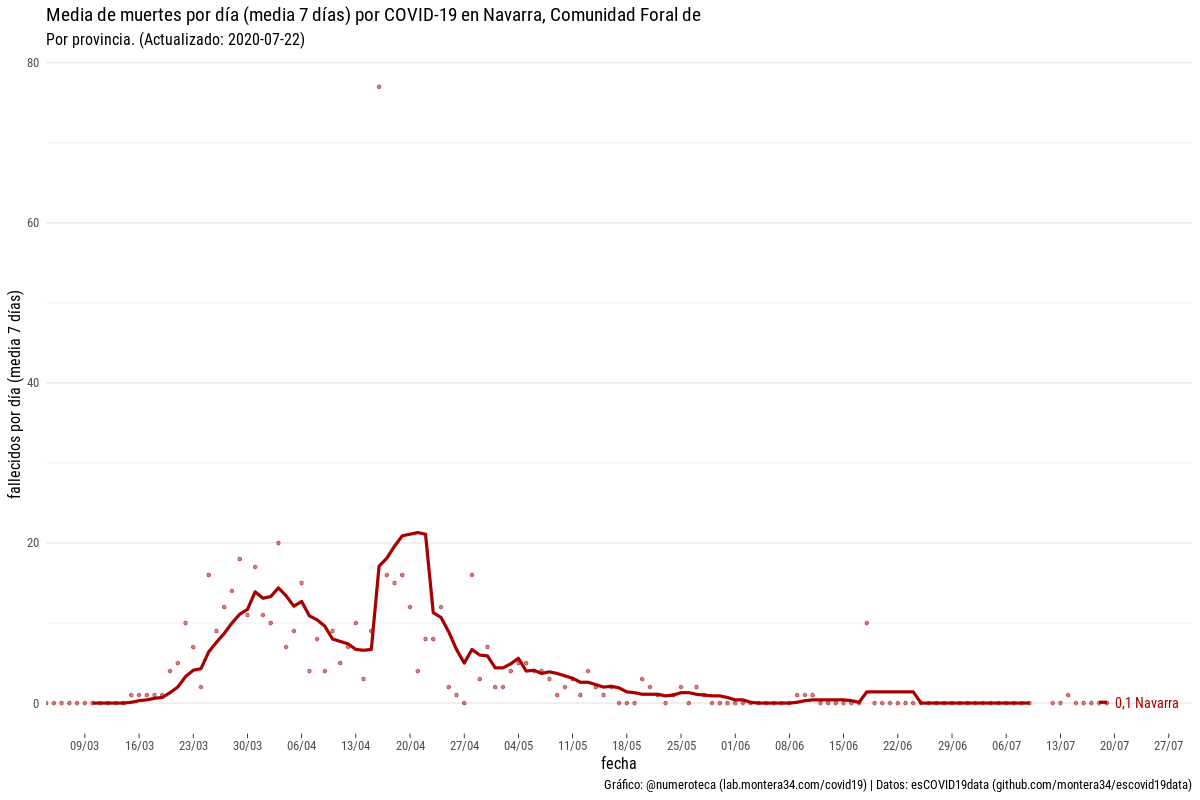 Media de muertes por día (media 7 días) por COVID-19 en Navarra, Comunidad Foral de
Por provincia. (Actualizado: 2020-07-22)
fallecidos por día (media 7 días)
80
60
40
20
0
0,1 Navarra
09/03 16/03 23/03 30/03 06/04 13/04 20/04 27/04 04/05 11/05 18/05 25/05 01/06 08/06 15/06 22/06 29/06 06/07 13/07 20/07 27/07
fecha
Gráfico: @numeroteca (lab.montera34.com/covid19) | Datos: esCOVID19data (github.com/montera34/escovid19data)